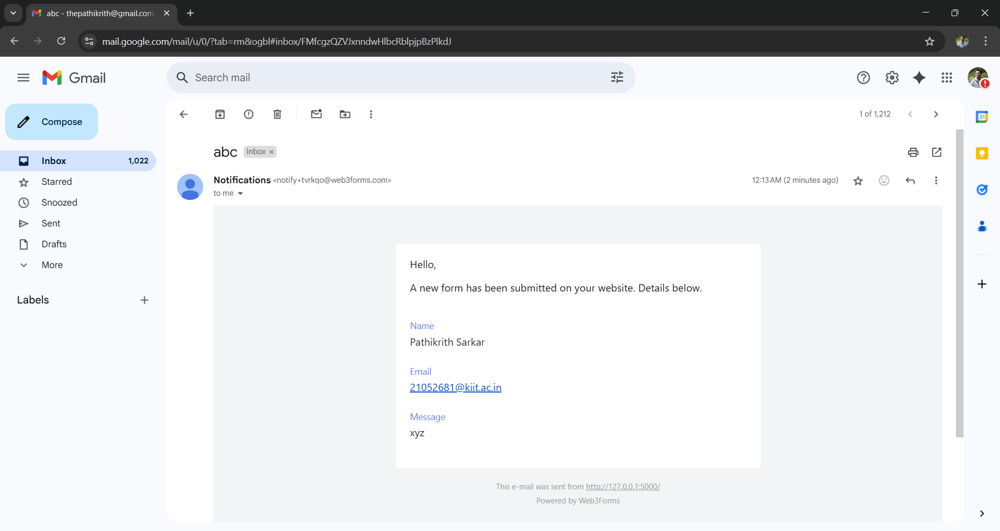 abc - thepathikrith@gmail.com
mail.google.com/mail/u/0/?tab=rm&ogbl#inbox/FMfcgzQZVJxnndwHlbcRblpjpBzPlkdJ
Gmail
Search mail
Compose
1 of 1,212
31
Inbox 1,022
Starred
Snoozed
Sent
Drafts
More
Labels
abc Inbox ×
Notifications <notify+tvrkqo@web3forms.com> 12:13 AM (2 minutes ago)
to me
Hello,
A new form has been submitted on your website. Details below.
Name
Pathikrith Sarkar
Email
21052681@kiit.ac.in
Message
xyz
This e-mail was sent from http://127.0.0.1:5000/
Powered by Web3Forms